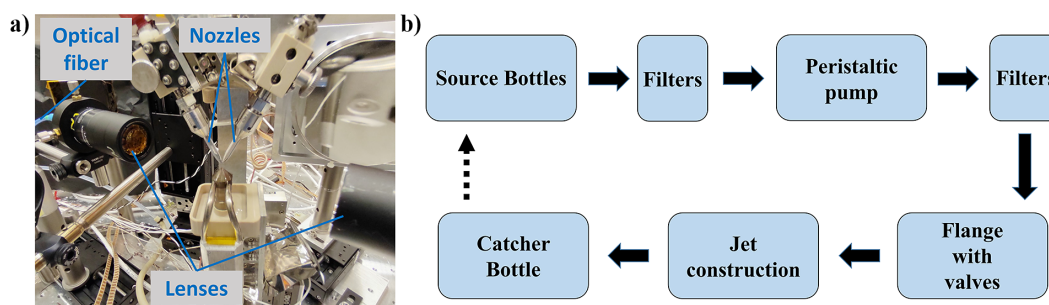 a)
Optical
fiber
Nozzles
Lenses
b)
Source Bottles
Filters
Peristaltic
pump
Filters
Flange
with
valves
Jet
construction
Catcher
Bottle